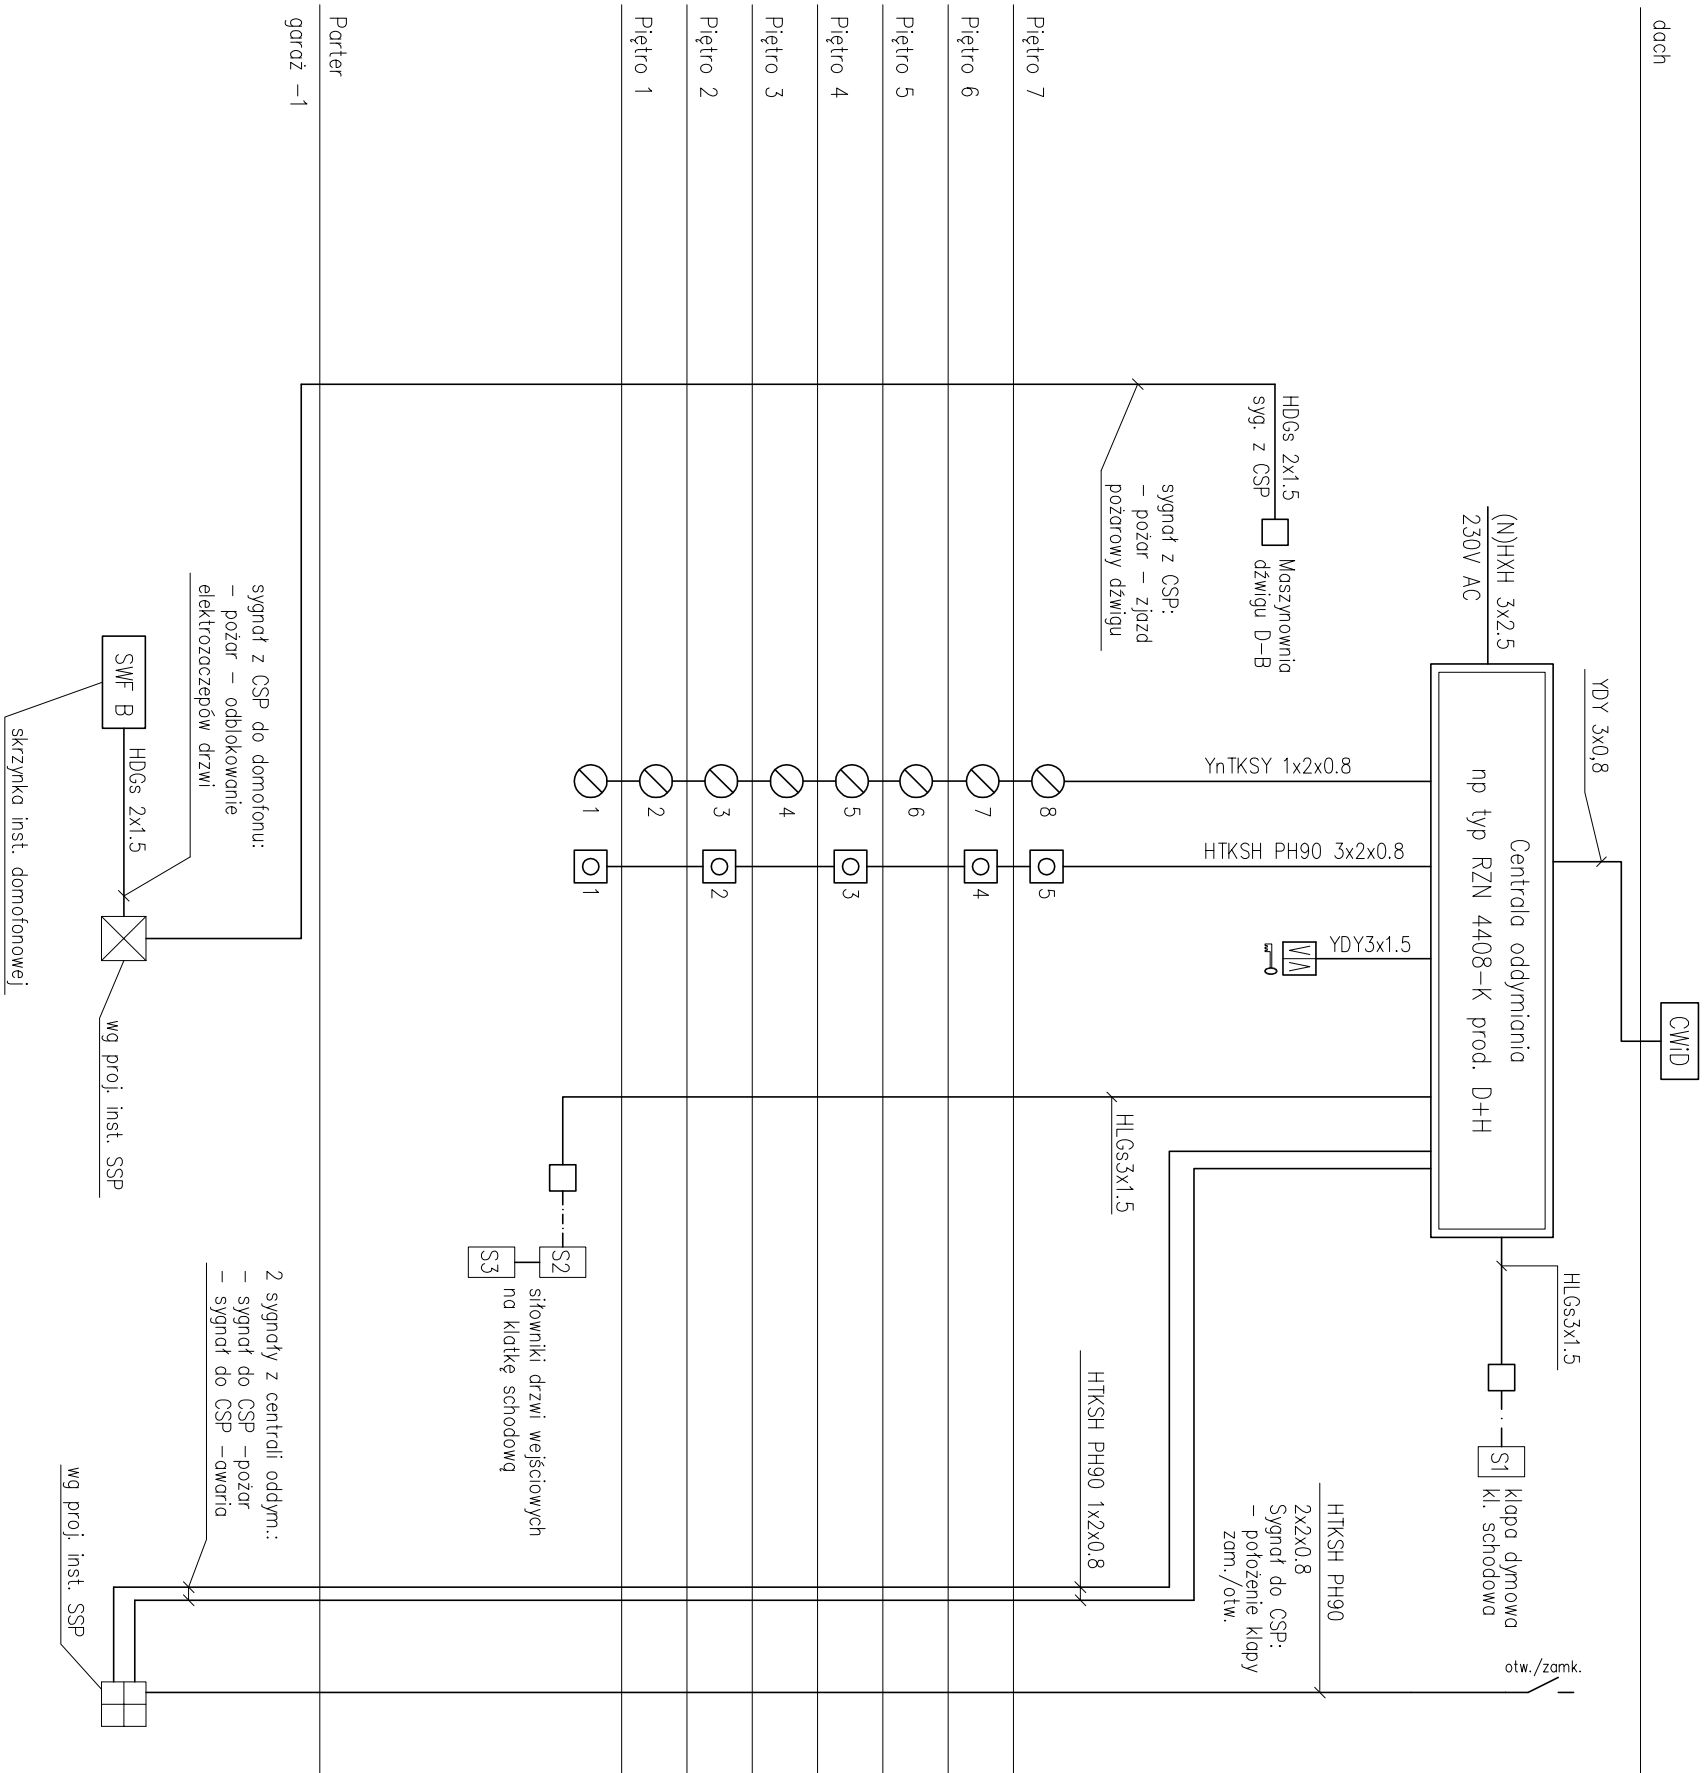 dach
Piętro 7
Piętro 6
Piętro 5
Piętro 4
Piętro 3
Piętro 2
Piętro 1
Parter
garaż -1
CWiD
YDY 3x0,8
(N)HXH 3x2.5
230V AC
Centrala oddymiania
np typ RZN 4408-K prod. D+H
HLGs3x1.5
S1
klapa dymowa
kl. schodowa
otw./zamk.
HDGs 2x1.5
syg. z CSP
Maszynownia
dźwigu D-B
sygnał z CSP:
- pożar - zjazd
pożarowy dźwigu
YnTKSY 1x2x0.8
HTKSH PH90 3x2x0.8
YDY3x1.5
HLGs3x1.5
HTKSH PH90
2x2x0.8
Sygnał do CSP:
- położenie klapy
zam./otw.
HTKSH PH90 1x2x0.8
8
7
6
5
4
3
2
1
5
4
3
2
1
S2
S3
siłowniki drzwi wejściowych
na klatkę schodową
sygnał z CSP do domofonu:
- pożar - odblokowanie
elektrozaczepów drzwi
2 sygnały z centrali oddym.:
- sygnał do CSP -pożar
- sygnał do CSP -awaria
SWF B
HDGs 2x1.5
wg proj. inst. SSP
wg proj. inst. SSP
skrzynka inst. domofonowej